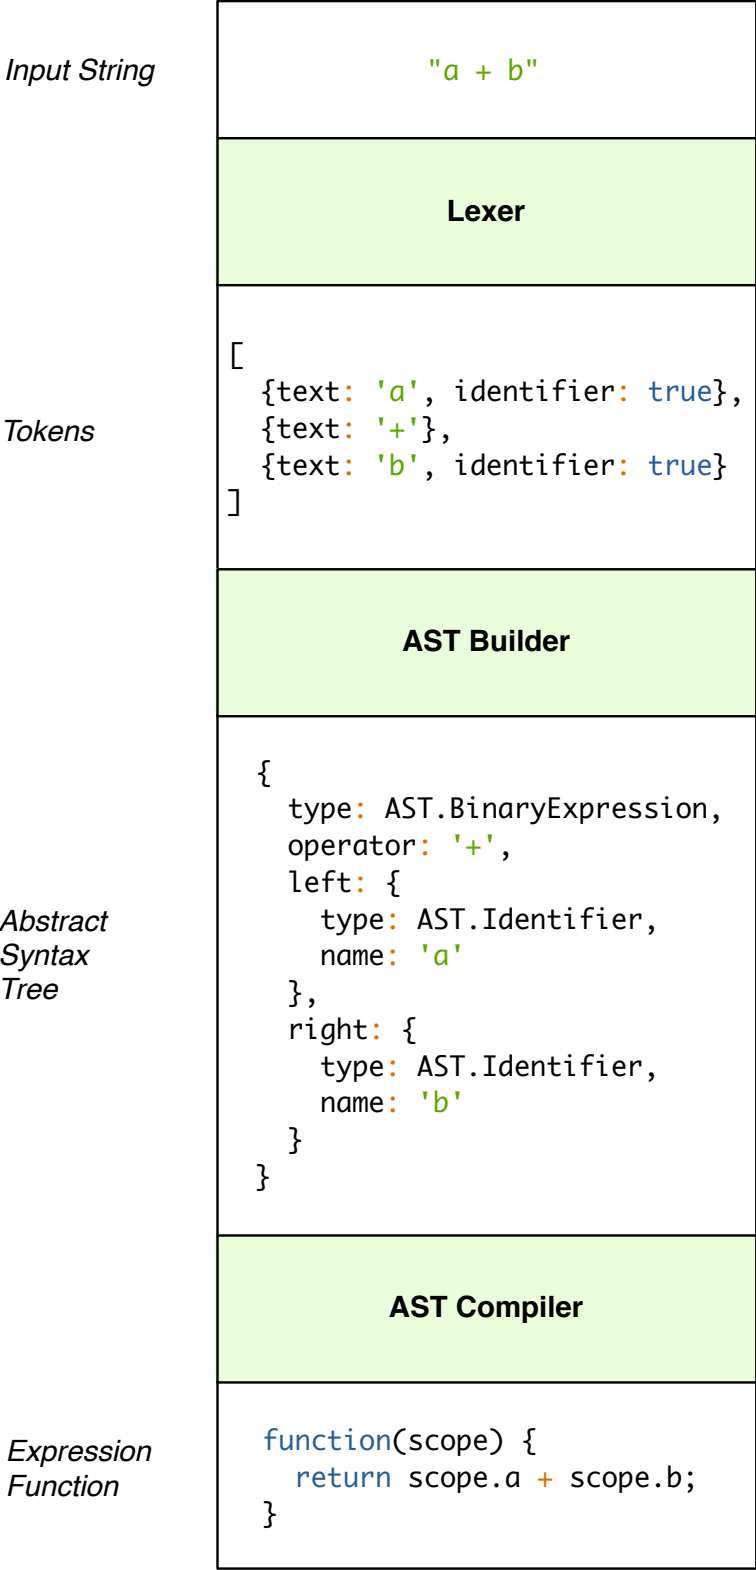 Input String
"a + b"
Lexer
Tokens
[
  {text: 'a', identifier: true},
  {text: '+'},
  {text: 'b', identifier: true}
]
AST Builder
Abstract
Syntax
Tree
{
  type: AST.BinaryExpression,
  operator: '+',
  left: {
    type: AST.Identifier,
    name: 'a'
  },
  right: {
    type: AST.Identifier,
    name: 'b'
  }
}
AST Compiler
Expression
Function
function(scope) {
  return scope.a + scope.b;
}